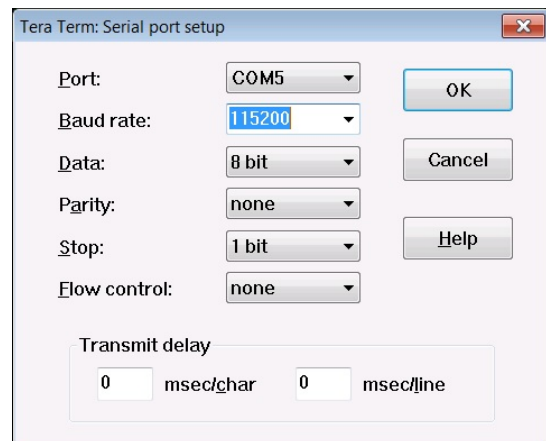 Tera Term: Serial port setup
Port: COM5
OK
Baud rate: 115200
Data: 8 bit
Cancel
Parity: none
Stop: 1 bit
Help
Flow control: none
Transmit delay
0 msec/char 0 msec/line